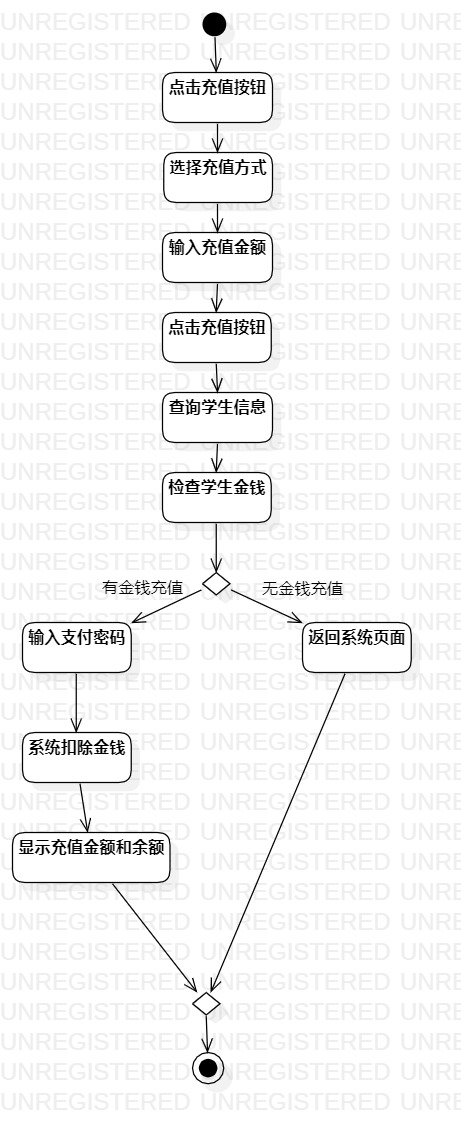 点击充值按钮
选择充值方式
输入充值金额
点击充值按钮
查询学生信息
检查学生金钱
有金钱充值 无金钱充值
输入支付密码 返回系统页面
系统扣除金钱
显示充值金额和余额
UNREGISTERED